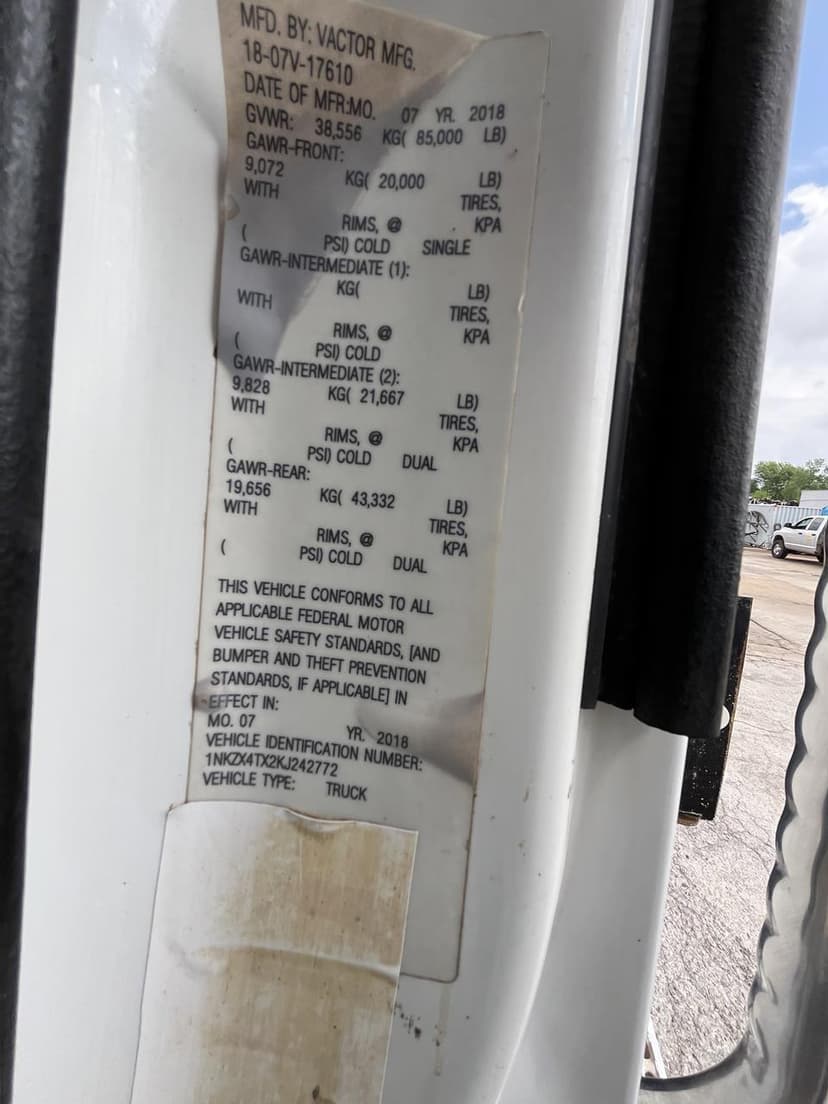 MFD. BY: VACTOR MFG.
18-07V-17610
DATE OF MFR:MO. 07 YR. 2018
GVWR: 38,556 KG( 85,000 LB)
GAWR-FRONT:
9,072 KG( 20,000 LB)
WITH TIRES,
RIMS, @ KPA
( PSI) COLD SINGLE
GAWR-INTERMEDIATE (1):
KG( LB)
WITH TIRES,
RIMS, @ KPA
( PSI) COLD
GAWR-INTERMEDIATE (2):
9,828 KG( 21,667 LB)
WITH TIRES,
RIMS, @ KPA
( PSI) COLD DUAL
GAWR-REAR:
19,656 KG( 43,332 LB)
WITH TIRES,
RIMS, @ KPA
( PSI) COLD DUAL
THIS VEHICLE CONFORMS TO ALL
APPLICABLE FEDERAL MOTOR
VEHICLE SAFETY STANDARDS, [AND
BUMPER AND THEFT PREVENTION
STANDARDS, IF APPLICABLE] IN
EFFECT IN:
MO. 07 YR. 2018
VEHICLE IDENTIFICATION NUMBER:
1NKZX4TX2KJ242772
VEHICLE TYPE: TRUCK